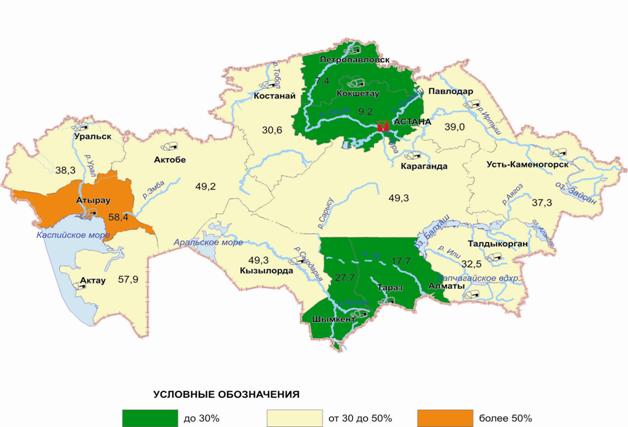 Петропавловск
р.Тобол
7.4
Костанай
Кокшетау
9.2
Павлодар
АСТАНА
р.Иртыш
30,6
39,0
Уральск
Актобе
Караганда
Усть-Каменогорск
38,3
р.Урал
р.Эмба
49,2
49,3
р.Сарысу
р.Аягоз
оз. Зайсан
37,3
Атырау
58,4
Каспийское море
Аральское море
оз. Балхаш
Талдыкорган
р. Или
Актау
57,9
49,3
Кызылорда
р.Сырдарья
27.7
17.7
32,5
Капчагайское вдхр.
Тараз
Алматы
Шымкент
УСЛОВНЫЕ ОБОЗНАЧЕНИЯ
до 30%
от 30 до 50%
более 50%